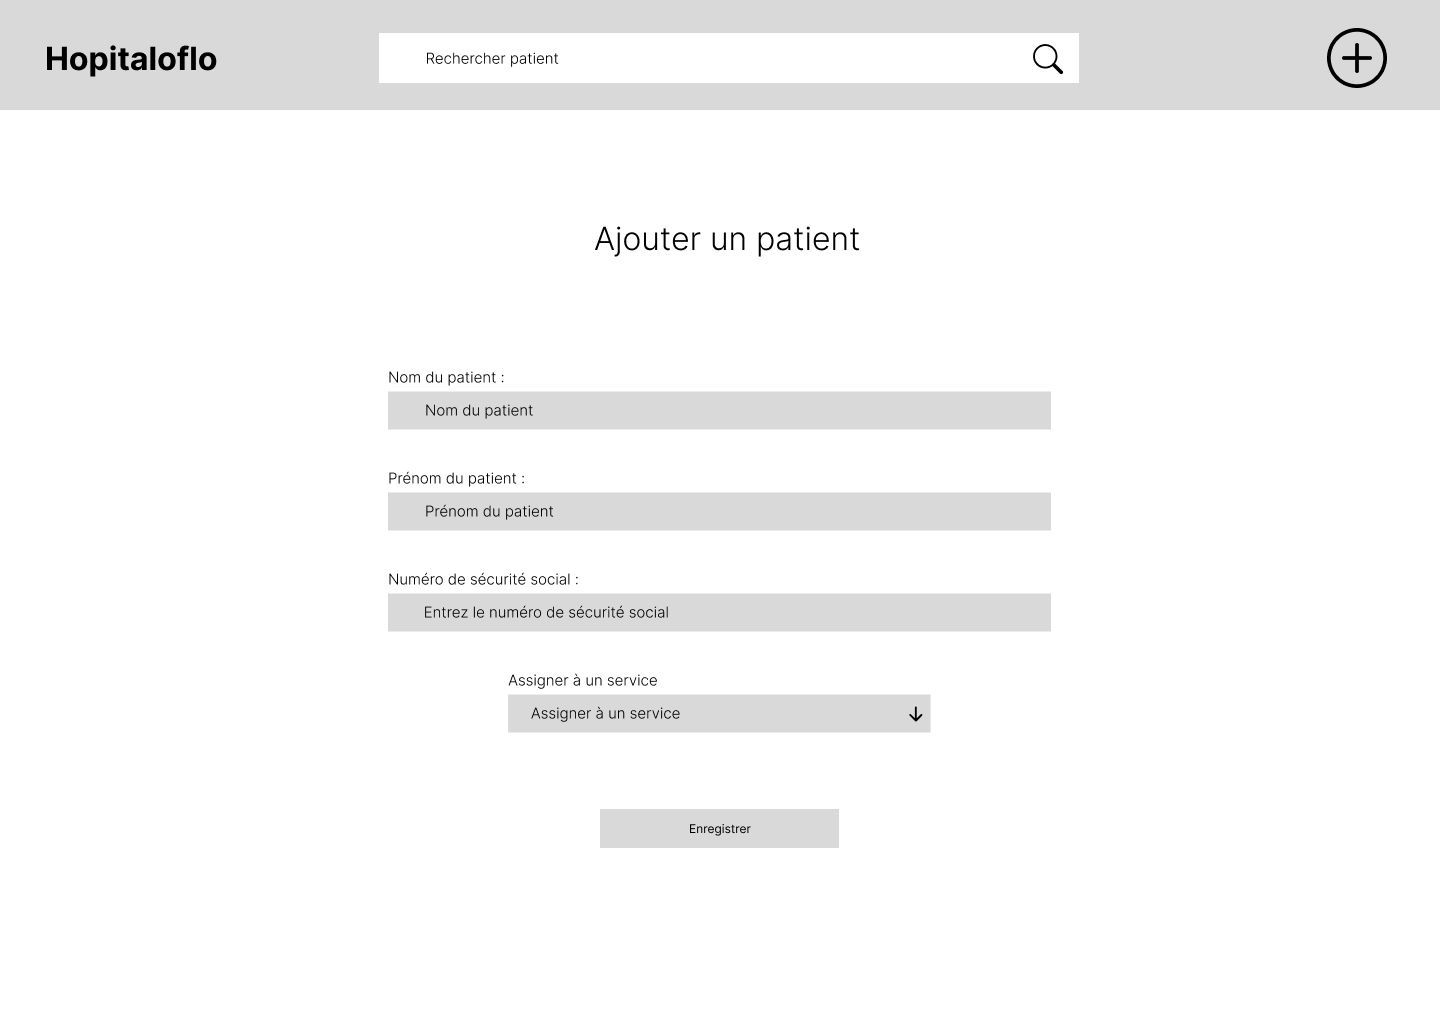 Hopitaloflo
Rechercher patient
Ajouter un patient
Nom du patient :
Nom du patient
Prénom du patient :
Prénom du patient
Numéro de sécurité social :
Entrez le numéro de sécurité social
Assigner à un service
Assigner à un service
Enregistrer